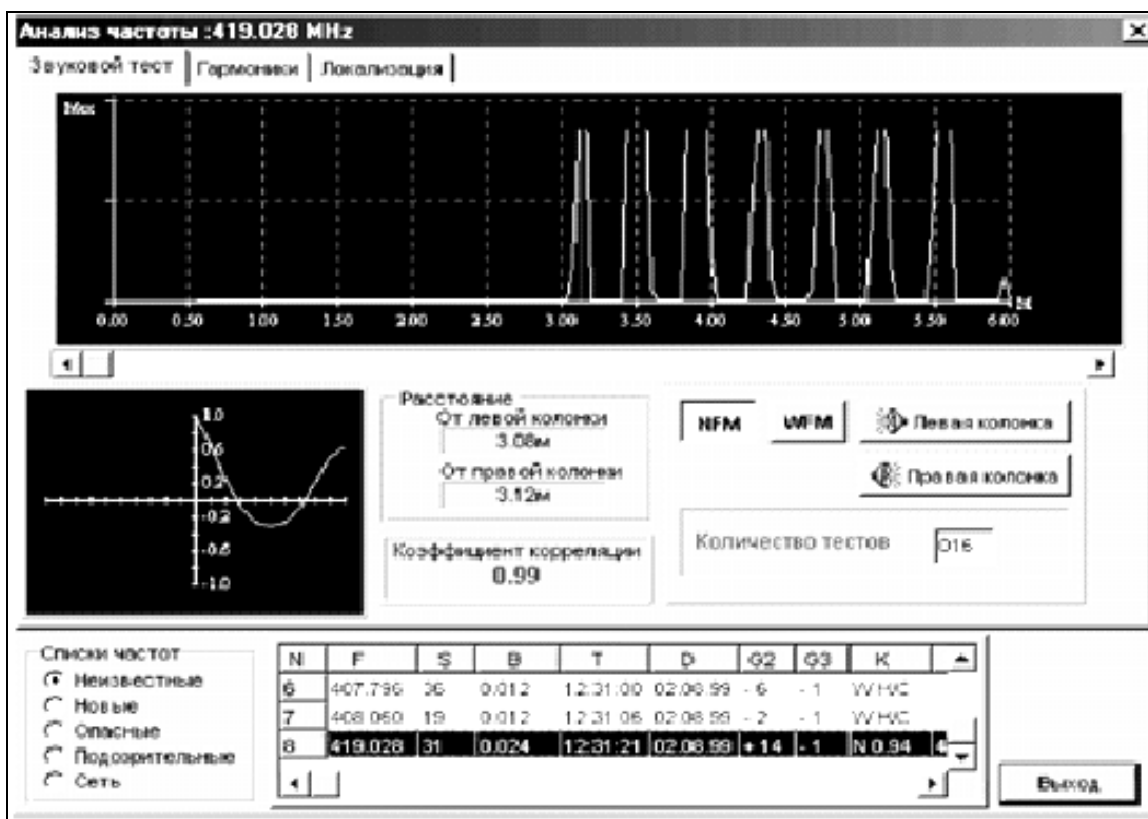 Анализ частоты :419.028 MHz
Звуковой тест Гармоники Локализация
Max
0.00 0.50 1.00 1.50 2.00 2.50 3.00 3.50 4.00 4.50 5.00 5.50 6.00
M
1.0
0.6
0.2
-0.2
-0.6
-1.0
Расстояние
От левой колонки
3.08м
От правой колонки
3.12м
Коэффициент корреляции
0.99
NFM WFM Левая колонка
Правая колонка
Количество тестов 016
Списки частот
Неизвестные
Новые
Опасные
Подозрительные
Сеть
N F S B T D G2 G3 K
6 407.796 36 0.012 12:31:00 02.08.99 - 6 - 1
7 408.060 19 0.012 12:31:06 02.08.99 - 2 - 1
8 419.028 31 0.024 12:31:21 02.08.99 + 14 - 1 N 0.94
Выход